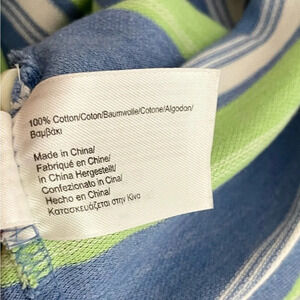 100% Cotton/Coton/Baumwolle/Cotone/Algodon/
Βαμβάκι
Made in China/
Fabriqué en Chine/
in China Hergestellt/
Confezionato in Cina/
Hecho en China/
Κατασκευάζεται στην Κίνα